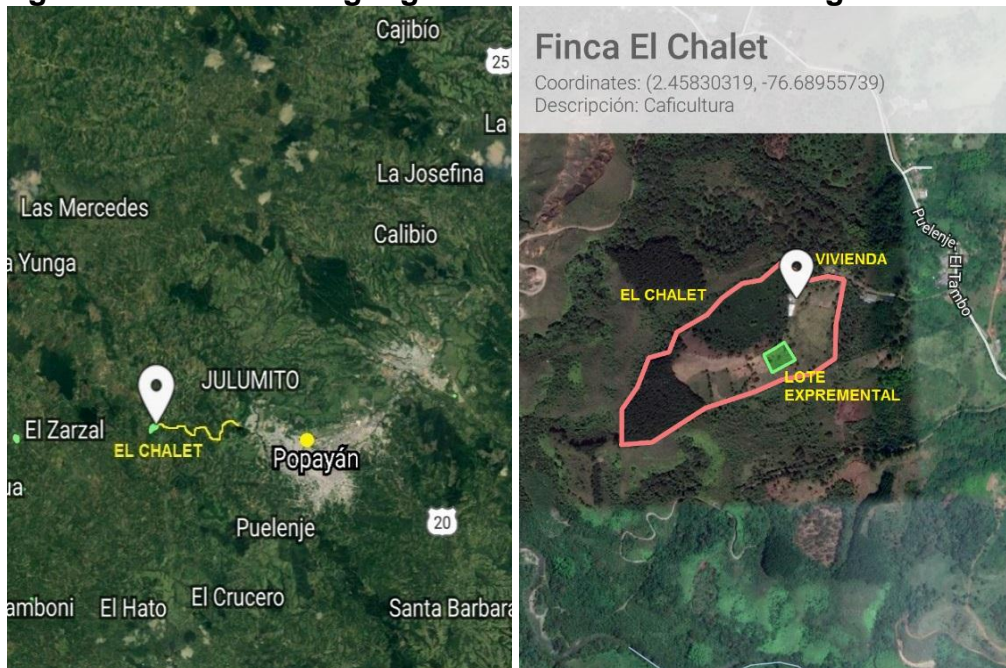 Cajibío
25
La
La Josefina
Las Mercedes
Calibio
a Yunga
JULUMITO
El Zarzal
EL CHALET
Popayán
ua
20
Puelenje
El Crucero
amboni
El Hato
Santa Barbara
Finca El Chalet
Coordinates: (2.45830319, -76.68955739)
Descripción: Caficultura
Puelenje: El Tambo
VIVIENDA
EL CHALET
LOTE
EXPREMENTAL